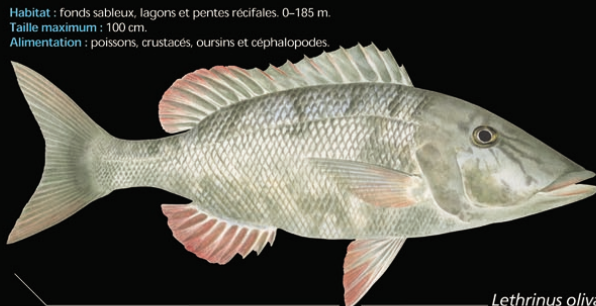 Habitat : fonds sableux, lagons et pentes récifales. 0–185 m.
Taille maximum : 100 cm.
Alimentation : poissons, crustacés, oursins et céphalopodes.
Lethrinus oliva